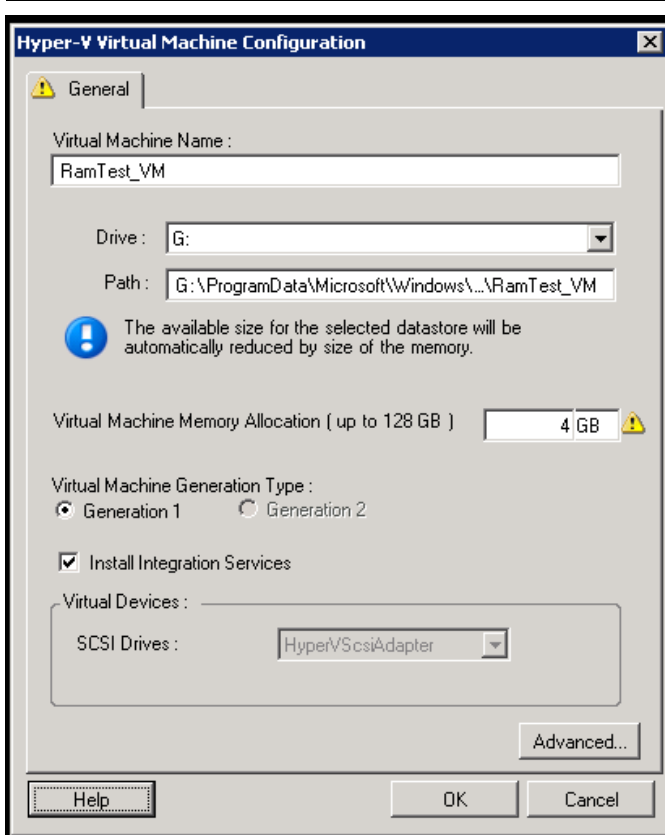 Hyper-V Virtual Machine Configuration
General
Virtual Machine Name :
RamTest_VM
Drive : G:
Path : G:\ProgramData\Microsoft\Windows\...\RamTest_VM
The available size for the selected datastore will be
automatically reduced by size of the memory.
Virtual Machine Memory Allocation ( up to 128 GB ) 4 GB
Virtual Machine Generation Type :
Generation 1 Generation 2
Install Integration Services
Virtual Devices :
SCSI Drives : HyperVScsiAdapter
Advanced...
Help OK Cancel